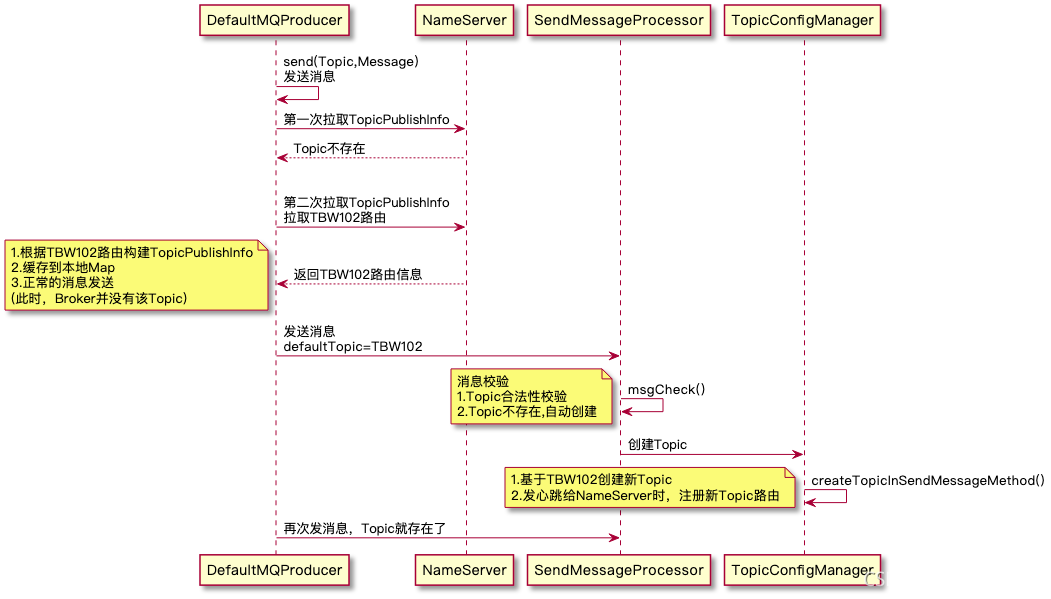 DefaultMQProducer
NameServer
SendMessageProcessor
TopicConfigManager
send(Topic,Message)
发送消息
第一次拉取TopicPublishInfo
Topic不存在
第二次拉取TopicPublishInfo
拉取TBW102路由
1.根据TBW102路由构建TopicPublishInfo
2.缓存到本地Map
3.正常的消息发送
(此时，Broker并没有该Topic)
返回TBW102路由信息
发送消息
defaultTopic=TBW102
消息校验
1.Topic合法性校验
2.Topic不存在,自动创建
msgCheck()
创建Topic
1.基于TBW102创建新Topic
2.发心跳给NameServer时，注册新Topic路由
createTopicInSendMessageMethod()
再次发消息，Topic就存在了
DefaultMQProducer
NameServer
SendMessageProcessor
TopicConfigManager